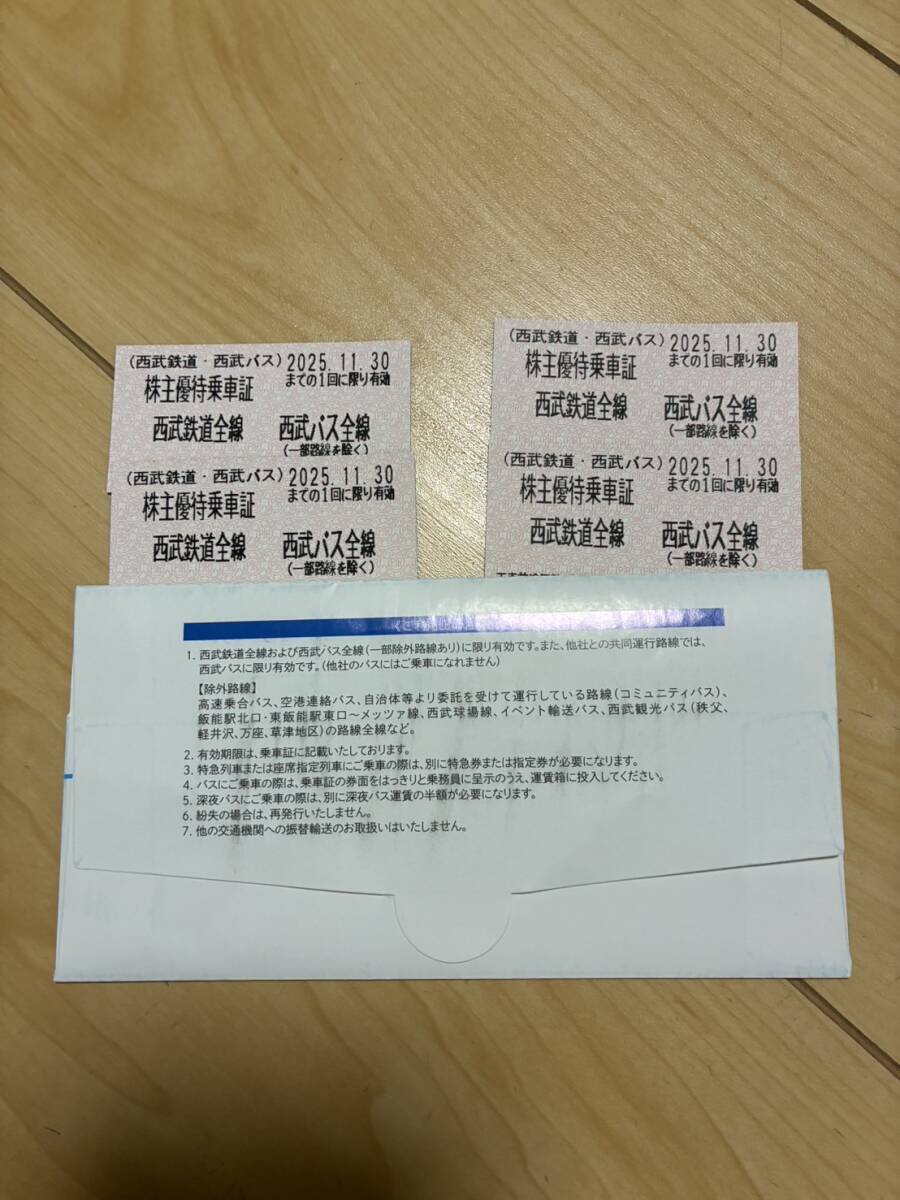 (西武鉄道・西武バス) 2025.11.30
株主優待乗車証 までの1回に限り有効
西武鉄道全線 西武バス全線
(一部路線を除く)
(西武鉄道・西武バス) 2025.11.30
株主優待乗車証 までの1回に限り有効
西武鉄道全線 西武バス全線
(一部路線を除く)
(西武鉄道・西武バス) 2025.11.30
株主優待乗車証 までの1回に限り有効
西武鉄道全線 西武バス全線
(一部路線を除く)
(西武鉄道・西武バス) 2025.11.30
株主優待乗車証 までの1回に限り有効
西武鉄道全線 西武バス全線
(一部路線を除く)
1. 西武鉄道全線および西武バス全線(一部除外路線あり)に限り有効です。また、他社との共同運行路線では、
西武バスに限り有効です。(他社のバスにはご乗車になれません)
【除外路線】
高速乗合バス、空港連絡バス、自治体等より委託を受けて運行している路線(コミュニティバス)、
飯能駅北口・東飯能駅東口〜メッツァ線、西武球場線、イベント輸送バス、西武観光バス(秩父、
軽井沢、万座、草津地区)の路線全線など。
2. 有効期限は、乗車証に記載いたしております。
3. 特急列車または座席指定列車にご乗車の際は、別に特急券または指定券が必要になります。
4. バスにご乗車の際は、乗車証の券面をはっきりと乗務員に呈示のうえ、運賃箱に投入してください。
5. 深夜バスにご乗車の際は、別に深夜バス運賃の半額が必要になります。
6. 紛失の場合は、再発行いたしません。
7. 他の交通機関への振替輸送のお取扱いはいたしません。